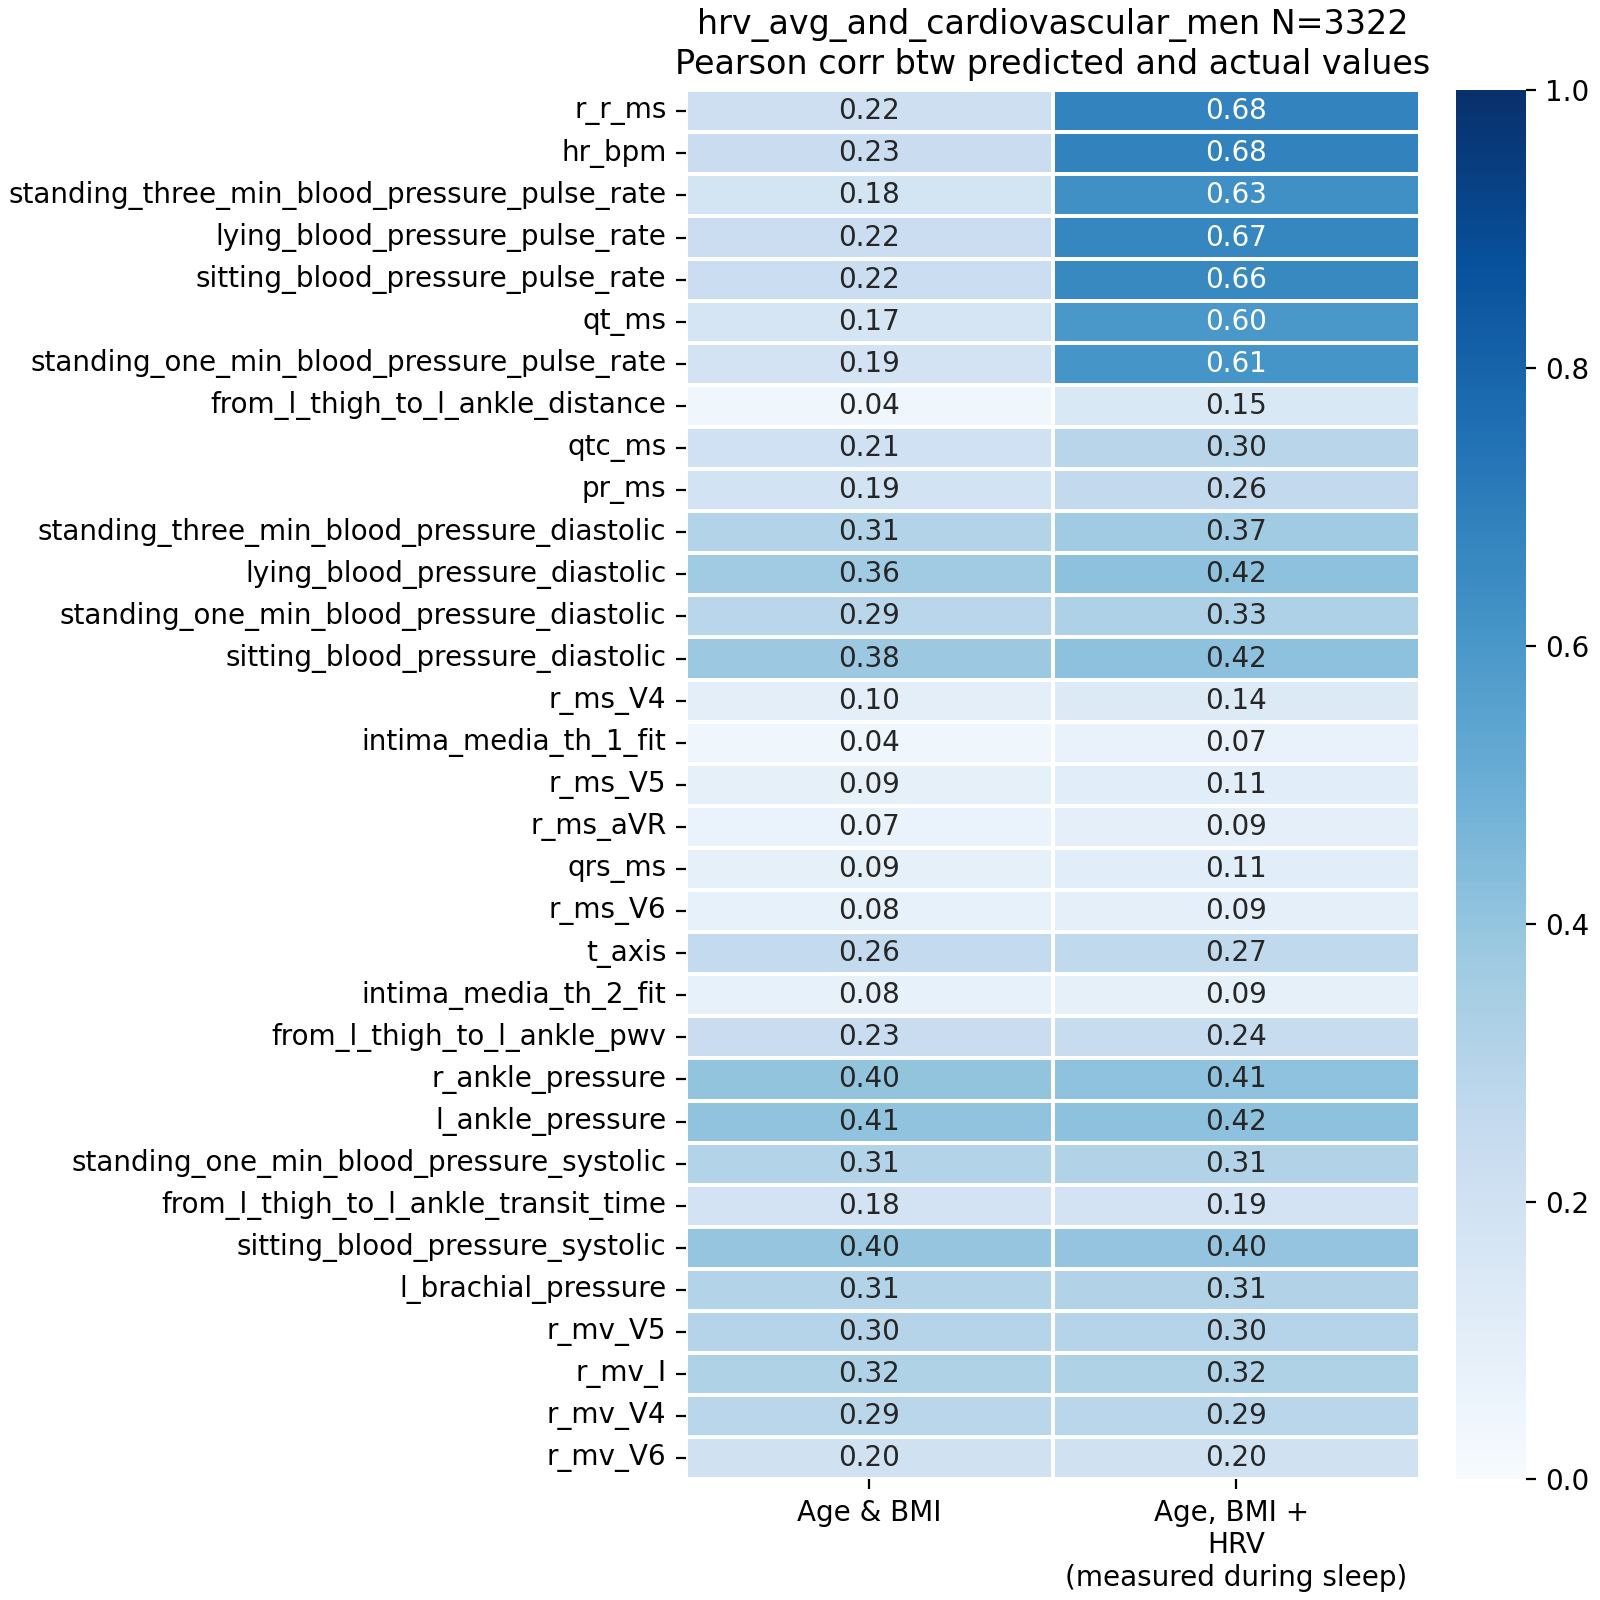 hrv_avg_and_cardiovascular_men N=3322
Pearson corr btw predicted and actual values
r_r_ms 0.22 0.68
hr_bpm 0.23 0.68
standing_three_min_blood_pressure_pulse_rate 0.18 0.63
lying_blood_pressure_pulse_rate 0.22 0.67
sitting_blood_pressure_pulse_rate 0.22 0.66
qt_ms 0.17 0.60
standing_one_min_blood_pressure_pulse_rate 0.19 0.61
from_l_thigh_to_l_ankle_distance 0.04 0.15
qtc_ms 0.21 0.30
pr_ms 0.19 0.26
standing_three_min_blood_pressure_diastolic 0.31 0.37
lying_blood_pressure_diastolic 0.36 0.42
standing_one_min_blood_pressure_diastolic 0.29 0.33
sitting_blood_pressure_diastolic 0.38 0.42
r_ms_V4 0.10 0.14
intima_media_th_1_fit 0.04 0.07
r_ms_V5 0.09 0.11
r_ms_aVR 0.07 0.09
qrs_ms 0.09 0.11
r_ms_V6 0.08 0.09
t_axis 0.26 0.27
intima_media_th_2_fit 0.08 0.09
from_l_thigh_to_l_ankle_pwv 0.23 0.24
r_ankle_pressure 0.40 0.41
l_ankle_pressure 0.41 0.42
standing_one_min_blood_pressure_systolic 0.31 0.31
from_l_thigh_to_l_ankle_transit_time 0.18 0.19
sitting_blood_pressure_systolic 0.40 0.40
l_brachial_pressure 0.31 0.31
r_mv_V5 0.30 0.30
r_mv_I 0.32 0.32
r_mv_V4 0.29 0.29
r_mv_V6 0.20 0.20
Age & BMI
Age, BMI +
HRV
(measured during sleep)
1.0
0.8
0.6
0.4
0.2
0.0